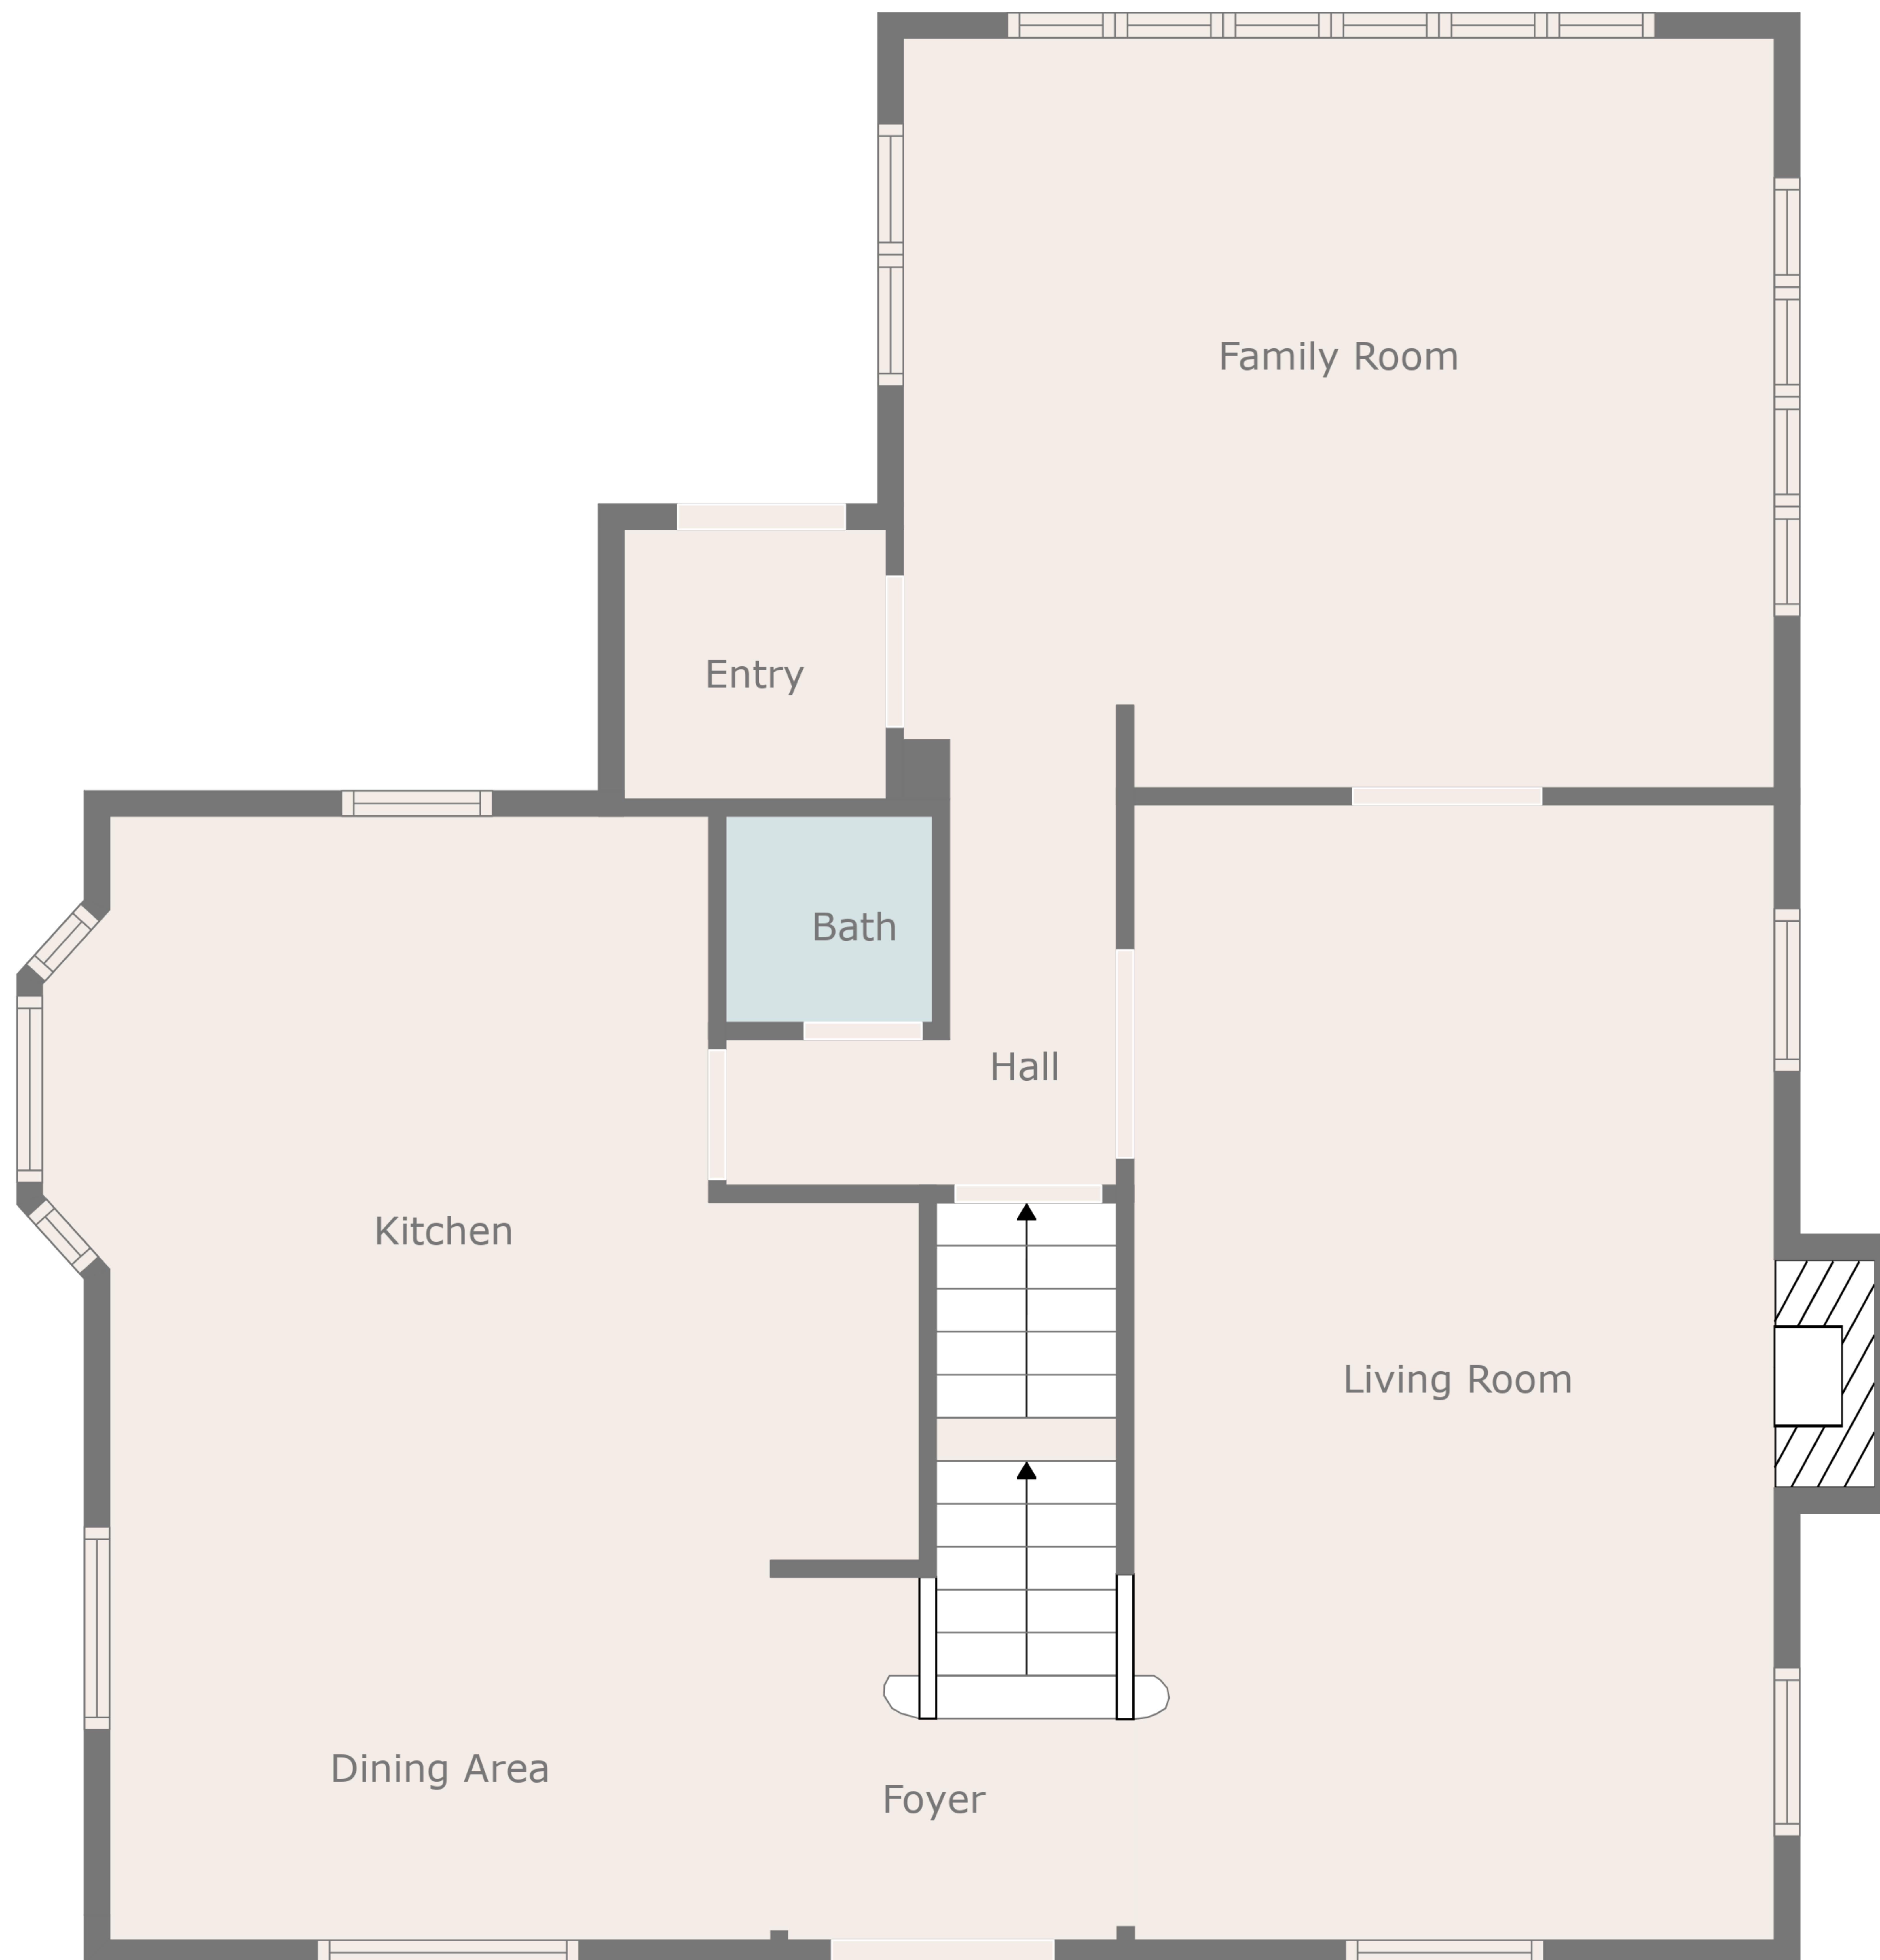 Family Room
Entry
Bath
Hall
Kitchen
Living Room
Dining Area
Foyer